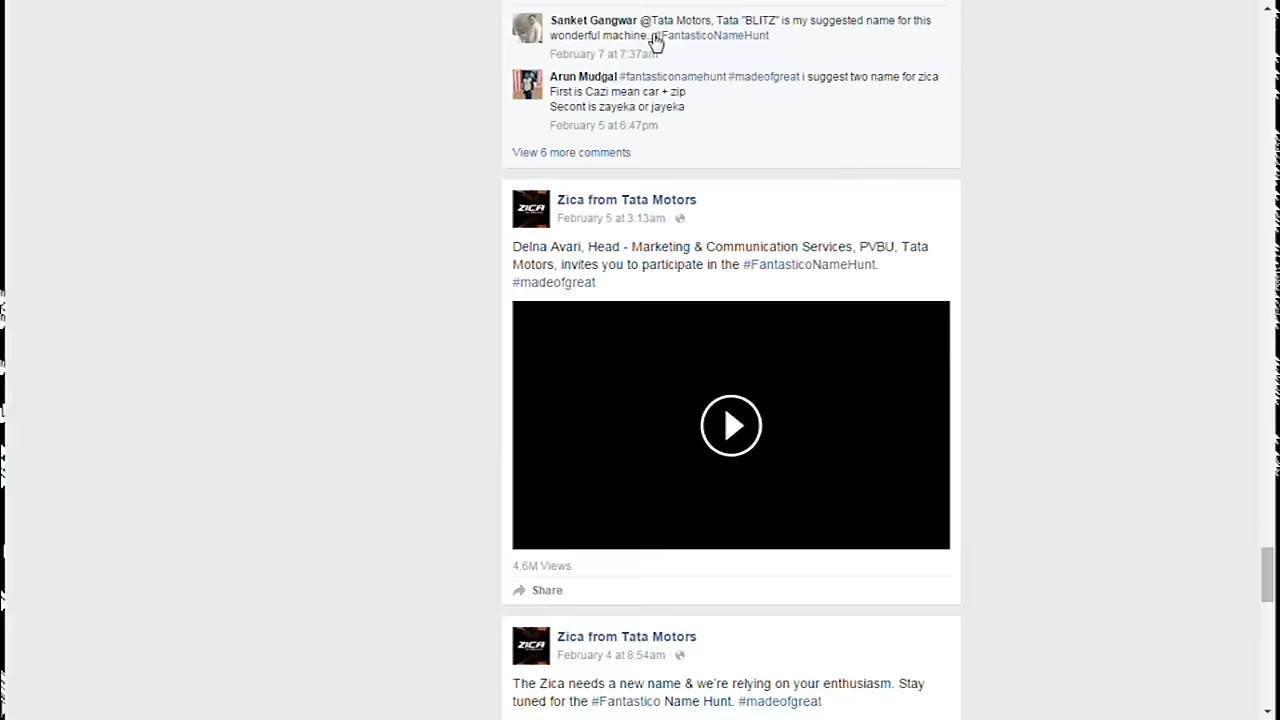 Sanket Gangwar @Tata Motors, Tata "BLITZ" is my suggested name for this
wonderful machine. #FantasticoNameHunt
February 7 at 7:37am
Arun Mudgal #fantasticonamehunt #madeofgreat i suggest two name for zica
First is Cazi mean car + zip
Secont is zayeka or jayeka
February 5 at 6:47pm
View 6 more comments
ZICA
Zica from Tata Motors
February 5 at 3:13am ·
Delna Avari, Head - Marketing & Communication Services, PVBU, Tata
Motors, invites you to participate in the #FantasticoNameHunt.
#madeofgreat
4.6M Views
Share
ZICA
Zica from Tata Motors
February 4 at 8:54am ·
The Zica needs a new name & we're relying on your enthusiasm. Stay
tuned for the #Fantastico Name Hunt. #madeofgreat